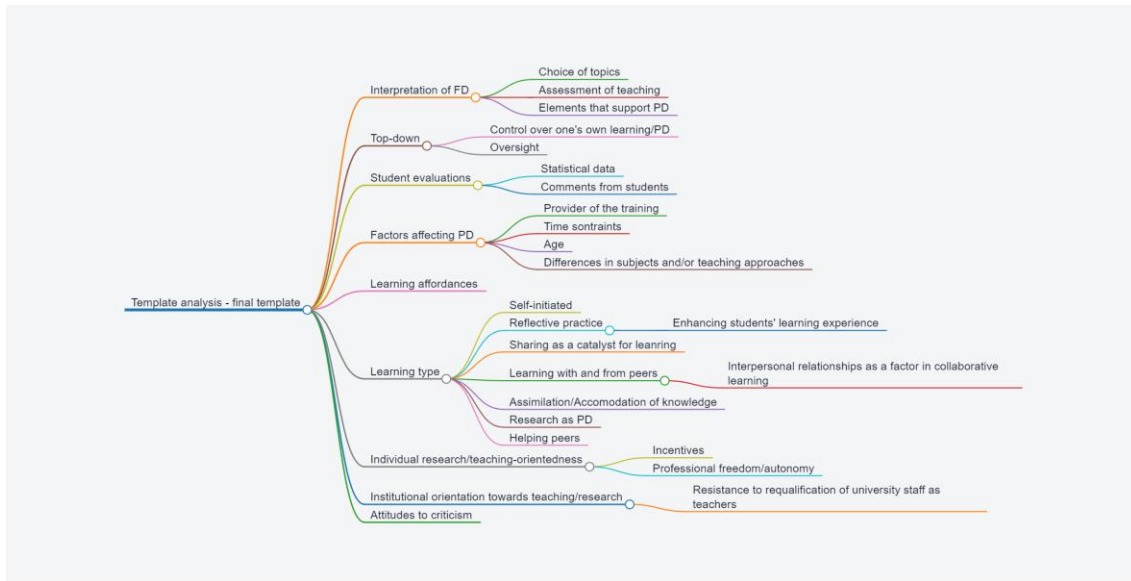 Choice of topics
Interpretation of FD
Assessment of teaching
Elements that support PD
Control over one's own learning/PD
Top-down
Oversight
Statistical data
Student evaluations
Comments from students
Provider of the training
Time sontraints
Factors affecting PD
Age
Differences in subjects and/or teaching approaches
Learning affordances
Template analysis - final template
Self-initiated
Reflective practice
Enhancing students' learning experience
Sharing as a catalyst for leanring
Learning type
Learning with and from peers
Interpersonal relationships as a factor in collaborative
learning
Assimilation/Accomodation of knowledge
Research as PD
Helping peers
Individual research/teaching-orientedness
Incentives
Professional freedom/autonomy
Institutional orientation towards teaching/research
Resistance to requalification of university staff as
teachers
Attitudes to criticism